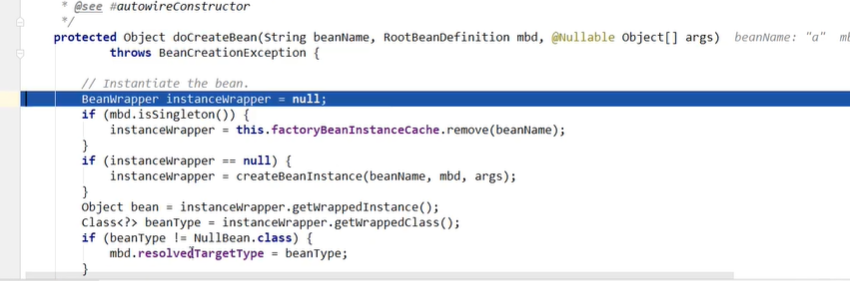 * @see #autowireConstructor
*/
protected Object doCreateBean(String beanName, RootBeanDefinition mbd, @Nullable Object[] args)  beanName: "a"
throws BeanCreationException {
// Instantiate the bean.
BeanWrapper instanceWrapper = null;
if (mbd.isSingleton()) {
instanceWrapper = this.factoryBeanInstanceCache.remove(beanName);
}
if (instanceWrapper == null) {
instanceWrapper = createBeanInstance(beanName, mbd, args);
}
Object bean = instanceWrapper.getWrappedInstance();
Class<?> beanType = instanceWrapper.getWrappedClass();
if (beanType != NullBean.class) {
mbd.resolvedTargetType = beanType;
}